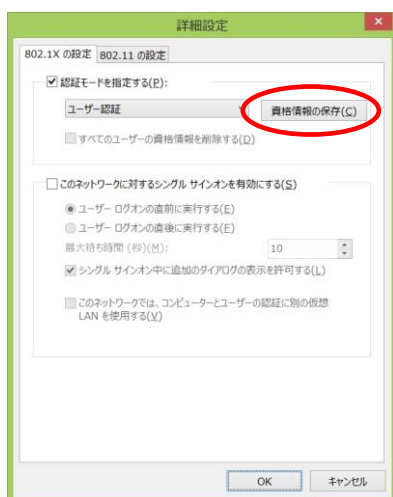 詳細設定
802.1X の設定 802.11 の設定
認証モードを指定する(P):
ユーザー認証 資格情報の保存(C)
すべてのユーザーの資格情報を削除する(D)
このネットワークに対するシングル サインオンを有効にする(S)
ユーザー ログオンの直前に実行する(E)
ユーザー ログオンの直後に実行する(F)
最大待ち時間 (秒)(M): 10
シングル サインオン中に追加のダイアログの表示を許可する(L)
このネットワークでは、コンピューターとユーザーの認証に別の仮想
LAN を使用する(V)
OK キャンセル